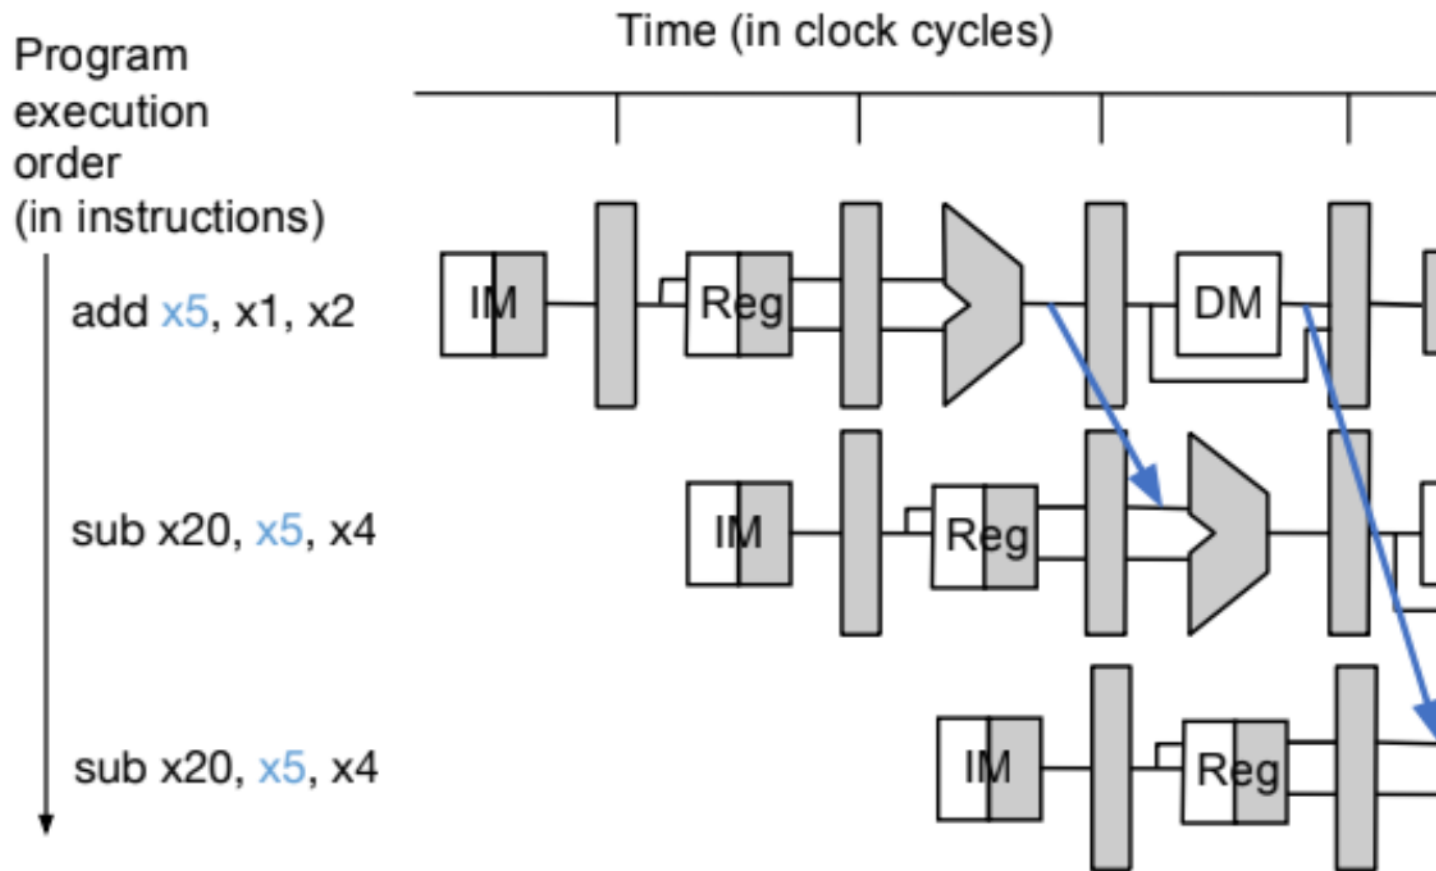 Time (in clock cycles)
Program
execution
order
(in instructions)
add x5, x1, x2
IM
Reg
DM
sub x20, x5, x4
IM
Reg
sub x20, x5, x4
IM
Reg